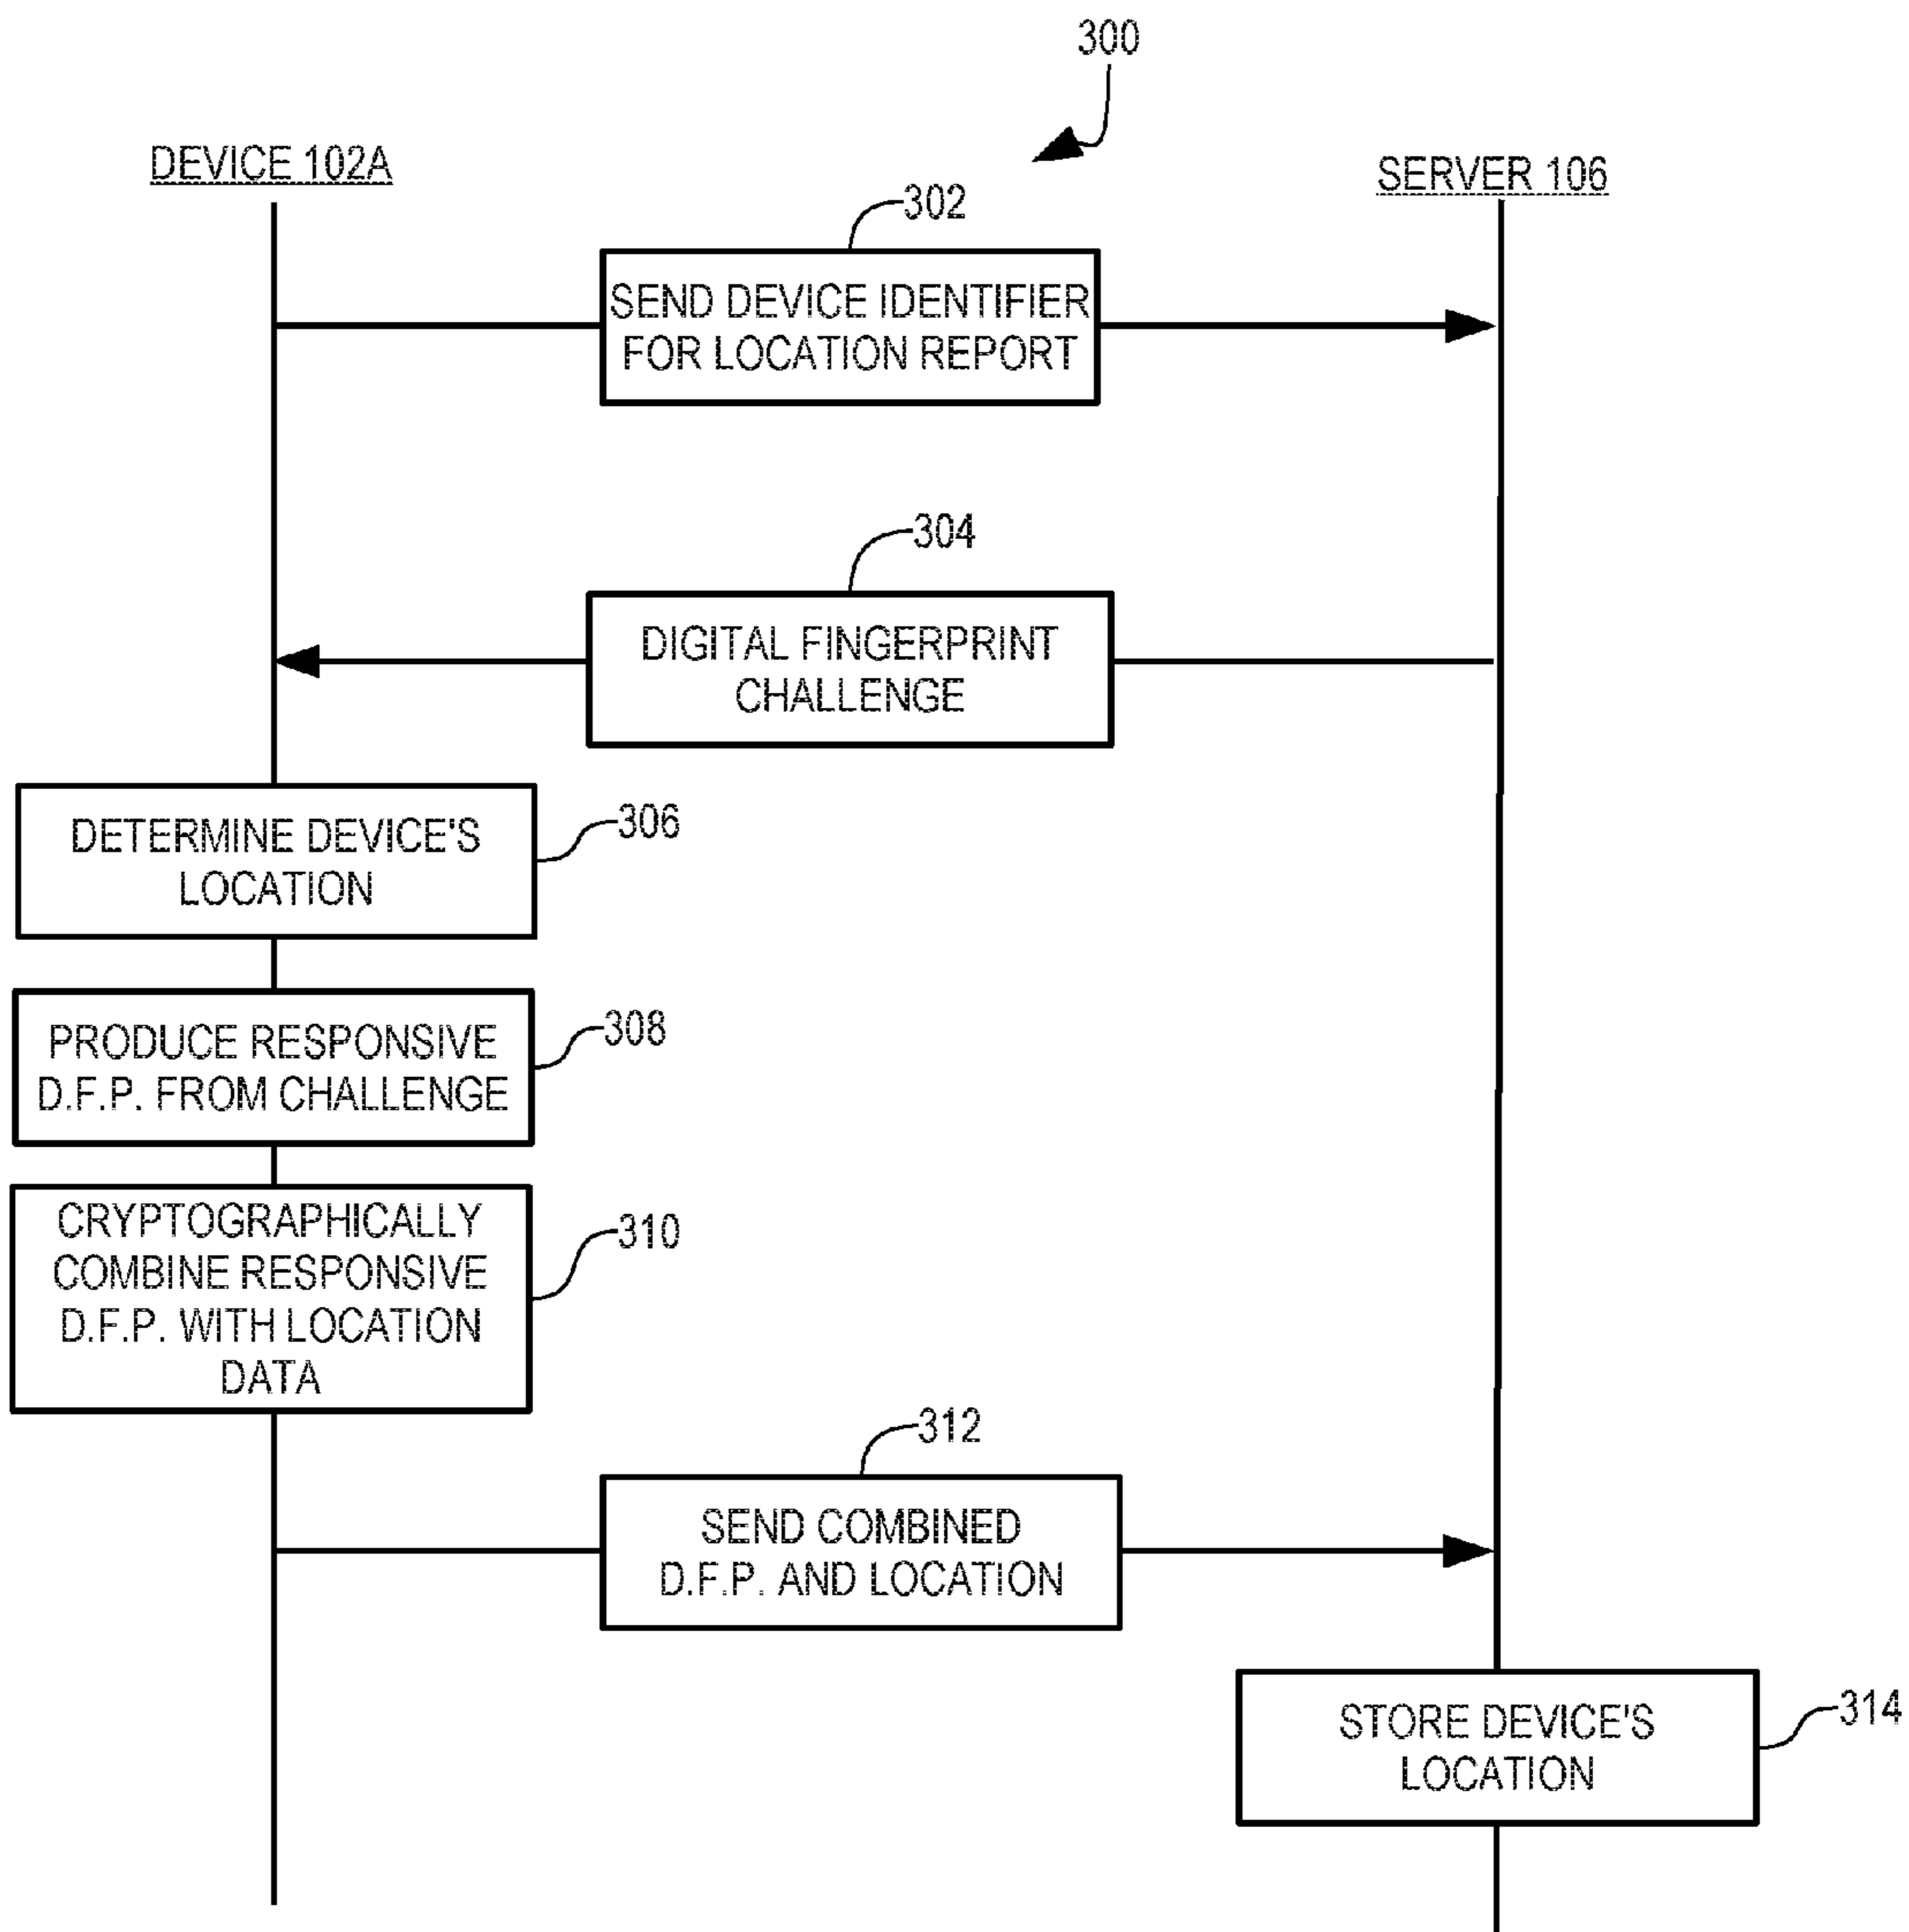 300
DEVICE 102A
SERVER 106
302
SEND DEVICE IDENTIFIER
FOR LOCATION REPORT
304
DIGITAL FINGERPRINT
CHALLENGE
DETERMINE DEVICE'S
LOCATION
306
PRODUCE RESPONSIVE
D.F.P. FROM CHALLENGE
308
CRYPTOGRAPHICALLY
COMBINE RESPONSIVE
D.F.P. WITH LOCATION
DATA
310
312
SEND COMBINED
D.F.P. AND LOCATION
STORE DEVICE'S
LOCATION
314